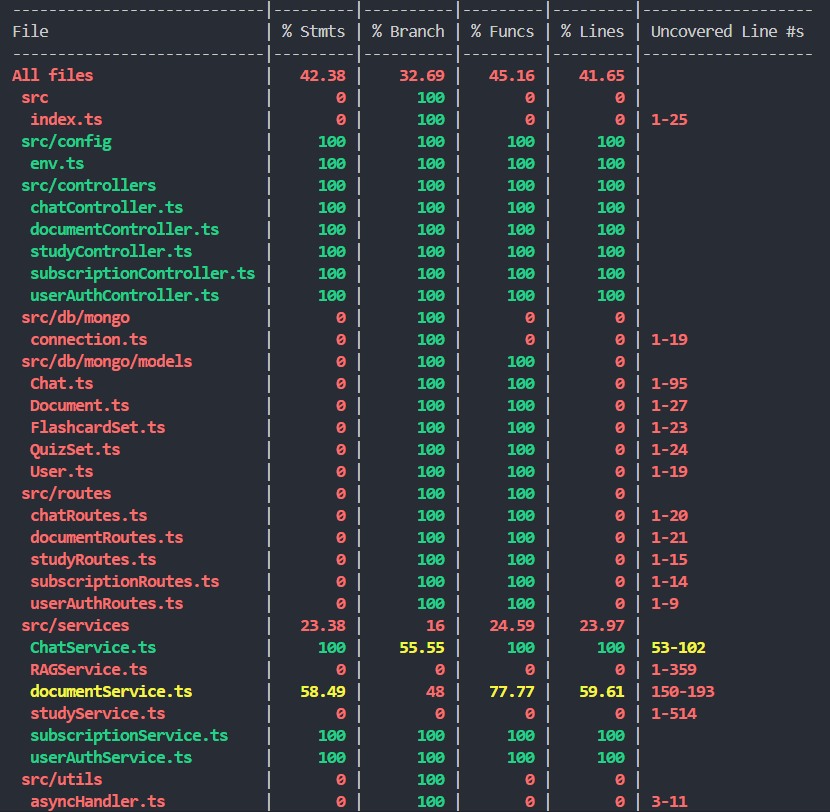 ----------------------------|---------|----------|---------|---------|-------------------
File                        | % Stmts | % Branch | % Funcs | % Lines | Uncovered Line #s
----------------------------|---------|----------|---------|---------|-------------------
All files                   |   42.38 |    32.69 |   45.16 |   41.65 |
 src                        |       0 |      100 |       0 |       0 |
  index.ts                  |       0 |      100 |       0 |       0 | 1-25
 src/config                 |     100 |      100 |     100 |     100 |
  env.ts                    |     100 |      100 |     100 |     100 |
 src/controllers            |     100 |      100 |     100 |     100 |
  chatController.ts         |     100 |      100 |     100 |     100 |
  documentController.ts     |     100 |      100 |     100 |     100 |
  studyController.ts        |     100 |      100 |     100 |     100 |
  subscriptionController.ts |     100 |      100 |     100 |     100 |
  userAuthController.ts     |     100 |      100 |     100 |     100 |
 src/db/mongo               |       0 |      100 |       0 |       0 |
  connection.ts             |       0 |      100 |       0 |       0 | 1-19
 src/db/mongo/models        |       0 |      100 |     100 |       0 |
  Chat.ts                   |       0 |      100 |     100 |       0 | 1-95
  Document.ts               |       0 |      100 |     100 |       0 | 1-27
  FlashcardSet.ts           |       0 |      100 |     100 |       0 | 1-23
  QuizSet.ts                |       0 |      100 |     100 |       0 | 1-24
  User.ts                   |       0 |      100 |     100 |       0 | 1-19
 src/routes                 |       0 |      100 |     100 |       0 |
  chatRoutes.ts             |       0 |      100 |     100 |       0 | 1-20
  documentRoutes.ts         |       0 |      100 |     100 |       0 | 1-21
  studyRoutes.ts            |       0 |      100 |     100 |       0 | 1-15
  subscriptionRoutes.ts     |       0 |      100 |     100 |       0 | 1-14
  userAuthRoutes.ts         |       0 |      100 |     100 |       0 | 1-9
 src/services               |   23.38 |       16 |   24.59 |   23.97 |
  ChatService.ts            |     100 |    55.55 |     100 |     100 | 53-102
  RAGService.ts             |       0 |        0 |       0 |       0 | 1-359
  documentService.ts        |   58.49 |       48 |   77.77 |   59.61 | 150-193
  studyService.ts           |       0 |        0 |       0 |       0 | 1-514
  subscriptionService.ts    |     100 |      100 |     100 |     100 |
  userAuthService.ts        |     100 |      100 |     100 |     100 |
 src/utils                  |       0 |      100 |       0 |       0 |
  asyncHandler.ts           |       0 |      100 |       0 |       0 | 3-11